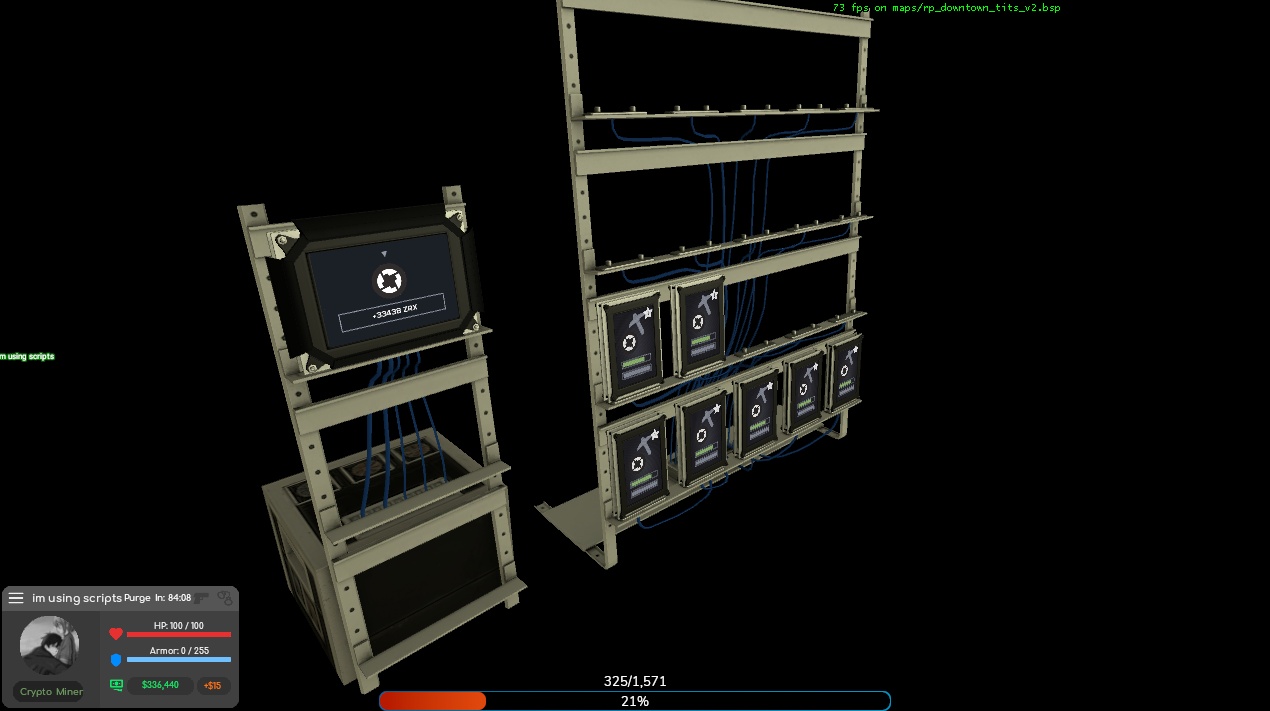 73 fps on maps/rp_downtown_tits_v2.bsp
+33438 ZRX
m using scripts
im using scripts Purge In: 84:08
HP: 100 / 100
Armor: 0 / 255
$336,440 +$15
Crypto Miner
325/1,571
21%